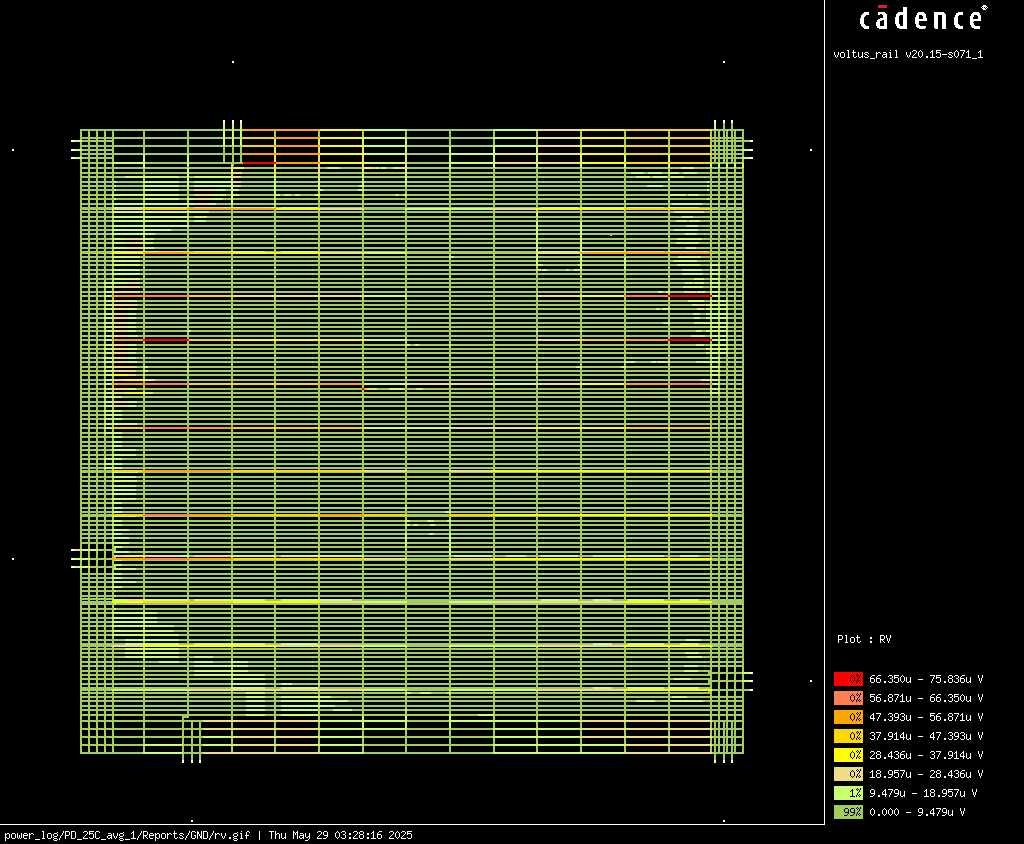 cādence®
voltus_rail v20.15-s071_1
Plot : RV
0% 66.350u - 75.836u V
0% 56.871u - 66.350u V
0% 47.393u - 56.871u V
0% 37.914u - 47.393u V
0% 28.436u - 37.914u V
0% 18.957u - 28.436u V
1% 9.479u - 18.957u V
99% 0.000 - 9.479u V
power_log/PD_25C_avg_1/Reports/GND/rv.gif | Thu May 29 03:28:16 2025